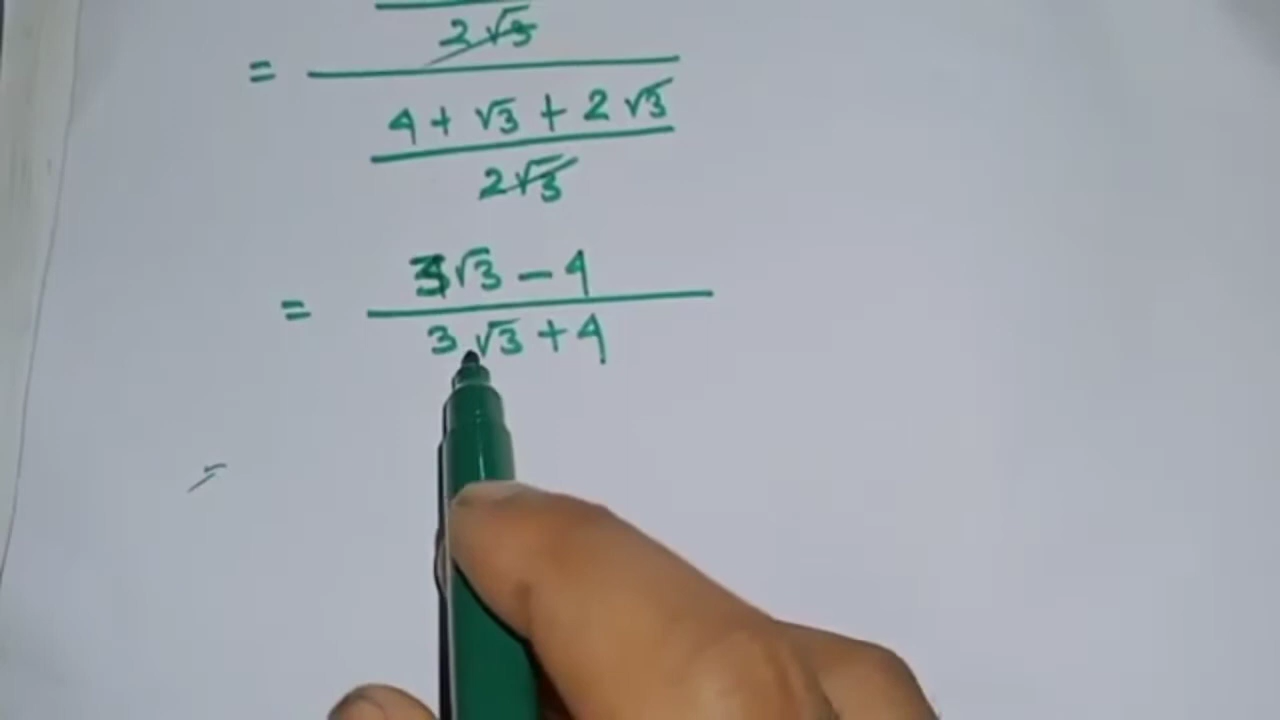 2√3
=
4 + √3 + 2√3
2√3
= 3√3 − 4
3√3 + 4